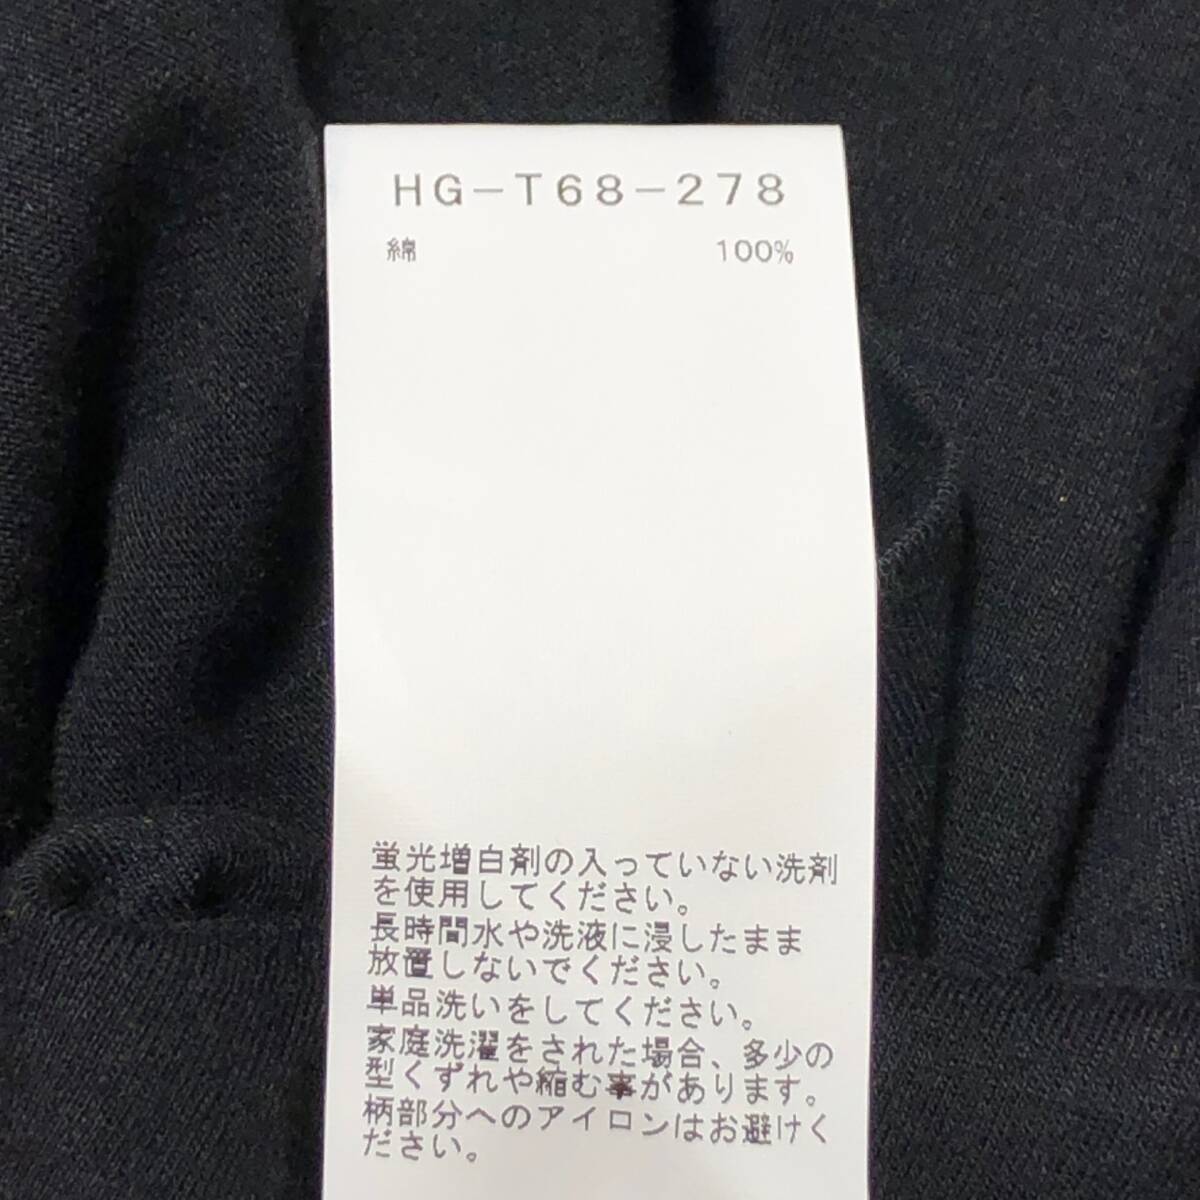 HG-T68-278
綿 100%
蛍光増白剤の入っていない洗剤
を使用してください。
長時間水や洗液に浸したまま
放置しないでください。
単品洗いをしてください。
家庭洗濯をされた場合、多少の
型くずれや縮む事があります。
柄部分へのアイロンはお避けく
ださい。